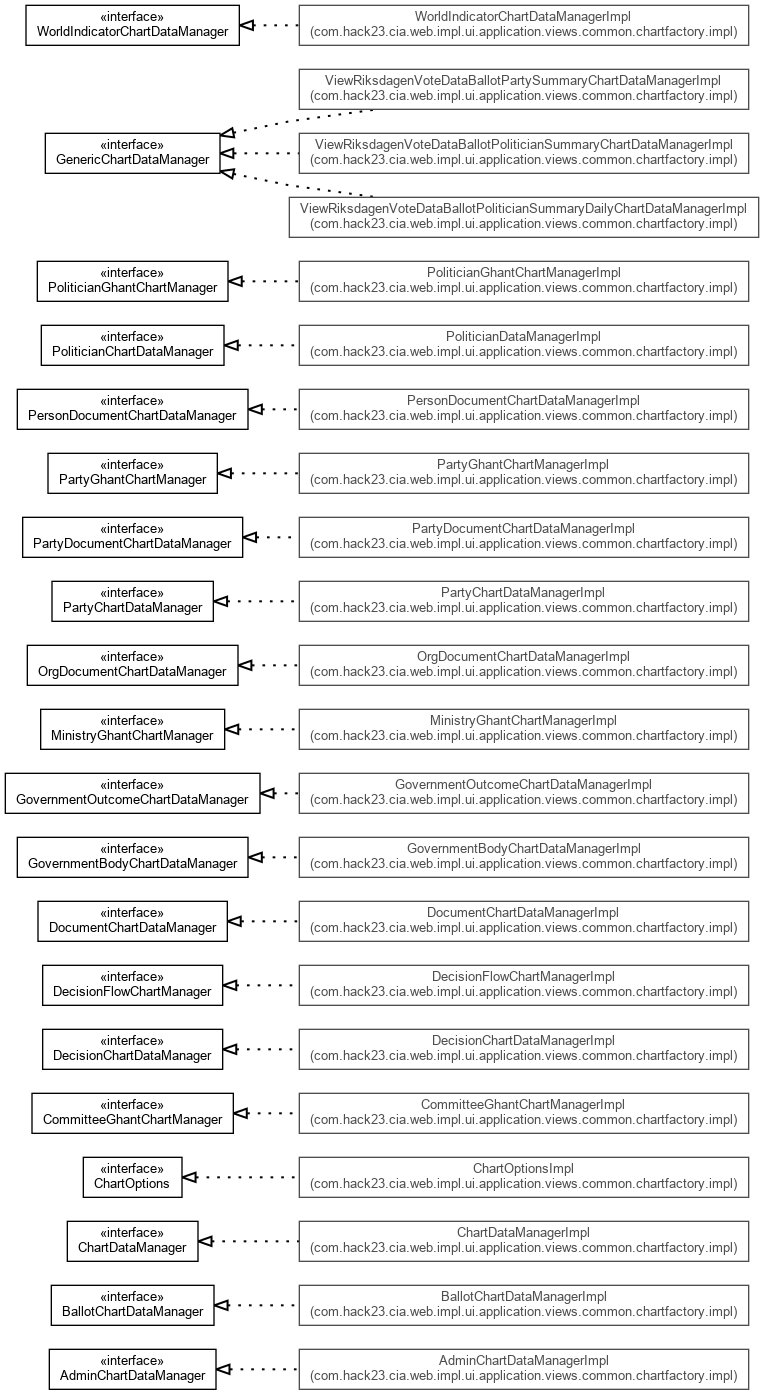 «interface»
WorldIndicatorChartDataManager
WorldIndicatorChartDataManagerImpl
(com.hack23.cia.web.impl.ui.application.views.common.chartfactory.impl)
ViewRiksdagenVoteDataBallotPartySummaryChartDataManagerImpl
(com.hack23.cia.web.impl.ui.application.views.common.chartfactory.impl)
«interface»
GenericChartDataManager
ViewRiksdagenVoteDataBallotPoliticianSummaryChartDataManagerImpl
(com.hack23.cia.web.impl.ui.application.views.common.chartfactory.impl)
ViewRiksdagenVoteDataBallotPoliticianSummaryDailyChartDataManagerImpl
(com.hack23.cia.web.impl.ui.application.views.common.chartfactory.impl)
«interface»
PoliticianGhantChartManager
PoliticianGhantChartManagerImpl
(com.hack23.cia.web.impl.ui.application.views.common.chartfactory.impl)
«interface»
PoliticianChartDataManager
PoliticianDataManagerImpl
(com.hack23.cia.web.impl.ui.application.views.common.chartfactory.impl)
«interface»
PersonDocumentChartDataManager
PersonDocumentChartDataManagerImpl
(com.hack23.cia.web.impl.ui.application.views.common.chartfactory.impl)
«interface»
PartyGhantChartManager
PartyGhantChartManagerImpl
(com.hack23.cia.web.impl.ui.application.views.common.chartfactory.impl)
«interface»
PartyDocumentChartDataManager
PartyDocumentChartDataManagerImpl
(com.hack23.cia.web.impl.ui.application.views.common.chartfactory.impl)
«interface»
PartyChartDataManager
PartyChartDataManagerImpl
(com.hack23.cia.web.impl.ui.application.views.common.chartfactory.impl)
«interface»
OrgDocumentChartDataManager
OrgDocumentChartDataManagerImpl
(com.hack23.cia.web.impl.ui.application.views.common.chartfactory.impl)
«interface»
MinistryGhantChartManager
MinistryGhantChartManagerImpl
(com.hack23.cia.web.impl.ui.application.views.common.chartfactory.impl)
«interface»
GovernmentOutcomeChartDataManager
GovernmentOutcomeChartDataManagerImpl
(com.hack23.cia.web.impl.ui.application.views.common.chartfactory.impl)
«interface»
GovernmentBodyChartDataManager
GovernmentBodyChartDataManagerImpl
(com.hack23.cia.web.impl.ui.application.views.common.chartfactory.impl)
«interface»
DocumentChartDataManager
DocumentChartDataManagerImpl
(com.hack23.cia.web.impl.ui.application.views.common.chartfactory.impl)
«interface»
DecisionFlowChartManager
DecisionFlowChartManagerImpl
(com.hack23.cia.web.impl.ui.application.views.common.chartfactory.impl)
«interface»
DecisionChartDataManager
DecisionChartDataManagerImpl
(com.hack23.cia.web.impl.ui.application.views.common.chartfactory.impl)
«interface»
CommitteeGhantChartManager
CommitteeGhantChartManagerImpl
(com.hack23.cia.web.impl.ui.application.views.common.chartfactory.impl)
«interface»
ChartOptions
ChartOptionsImpl
(com.hack23.cia.web.impl.ui.application.views.common.chartfactory.impl)
«interface»
ChartDataManager
ChartDataManagerImpl
(com.hack23.cia.web.impl.ui.application.views.common.chartfactory.impl)
«interface»
BallotChartDataManager
BallotChartDataManagerImpl
(com.hack23.cia.web.impl.ui.application.views.common.chartfactory.impl)
«interface»
AdminChartDataManager
AdminChartDataManagerImpl
(com.hack23.cia.web.impl.ui.application.views.common.chartfactory.impl)